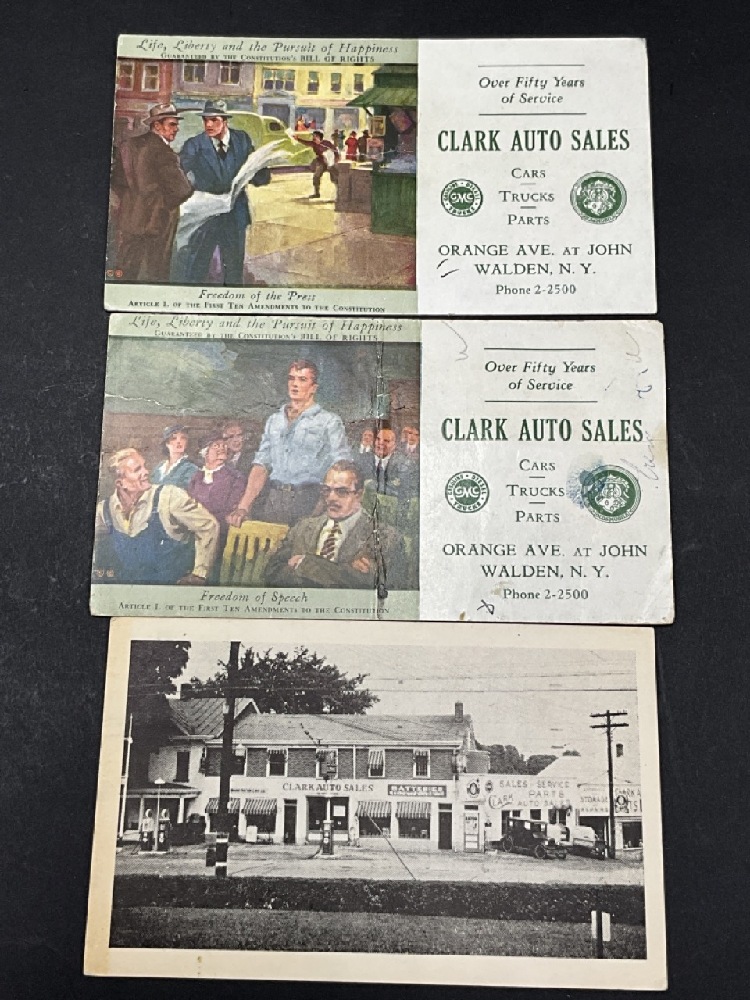 Life, Liberty and the Pursuit of Happiness
GUARANTEED BY THE CONSTITUTION'S BILL OF RIGHTS
Freedom of the Press
ARTICLE I. OF THE FIRST TEN AMENDMENTS TO THE CONSTITUTION
Over Fifty Years
of Service
CLARK AUTO SALES
CARS
TRUCKS
PARTS
GMC
TRUCKS
ORANGE AVE. AT JOHN
WALDEN, N. Y.
Phone 2-2500
Life, Liberty and the Pursuit of Happiness
GUARANTEED BY THE CONSTITUTION'S BILL OF RIGHTS
Freedom of Speech
ARTICLE I. OF THE FIRST TEN AMENDMENTS TO THE CONSTITUTION
Over Fifty Years
of Service
CLARK AUTO SALES
CARS
TRUCKS
PARTS
GMC
TRUCKS
ORANGE AVE. AT JOHN
WALDEN, N. Y.
Phone 2-2500
CLARK AUTO SALES
BATTERIES
SALES - SERVICE
PARTS
CLARK AUTO SALES
STORAGE